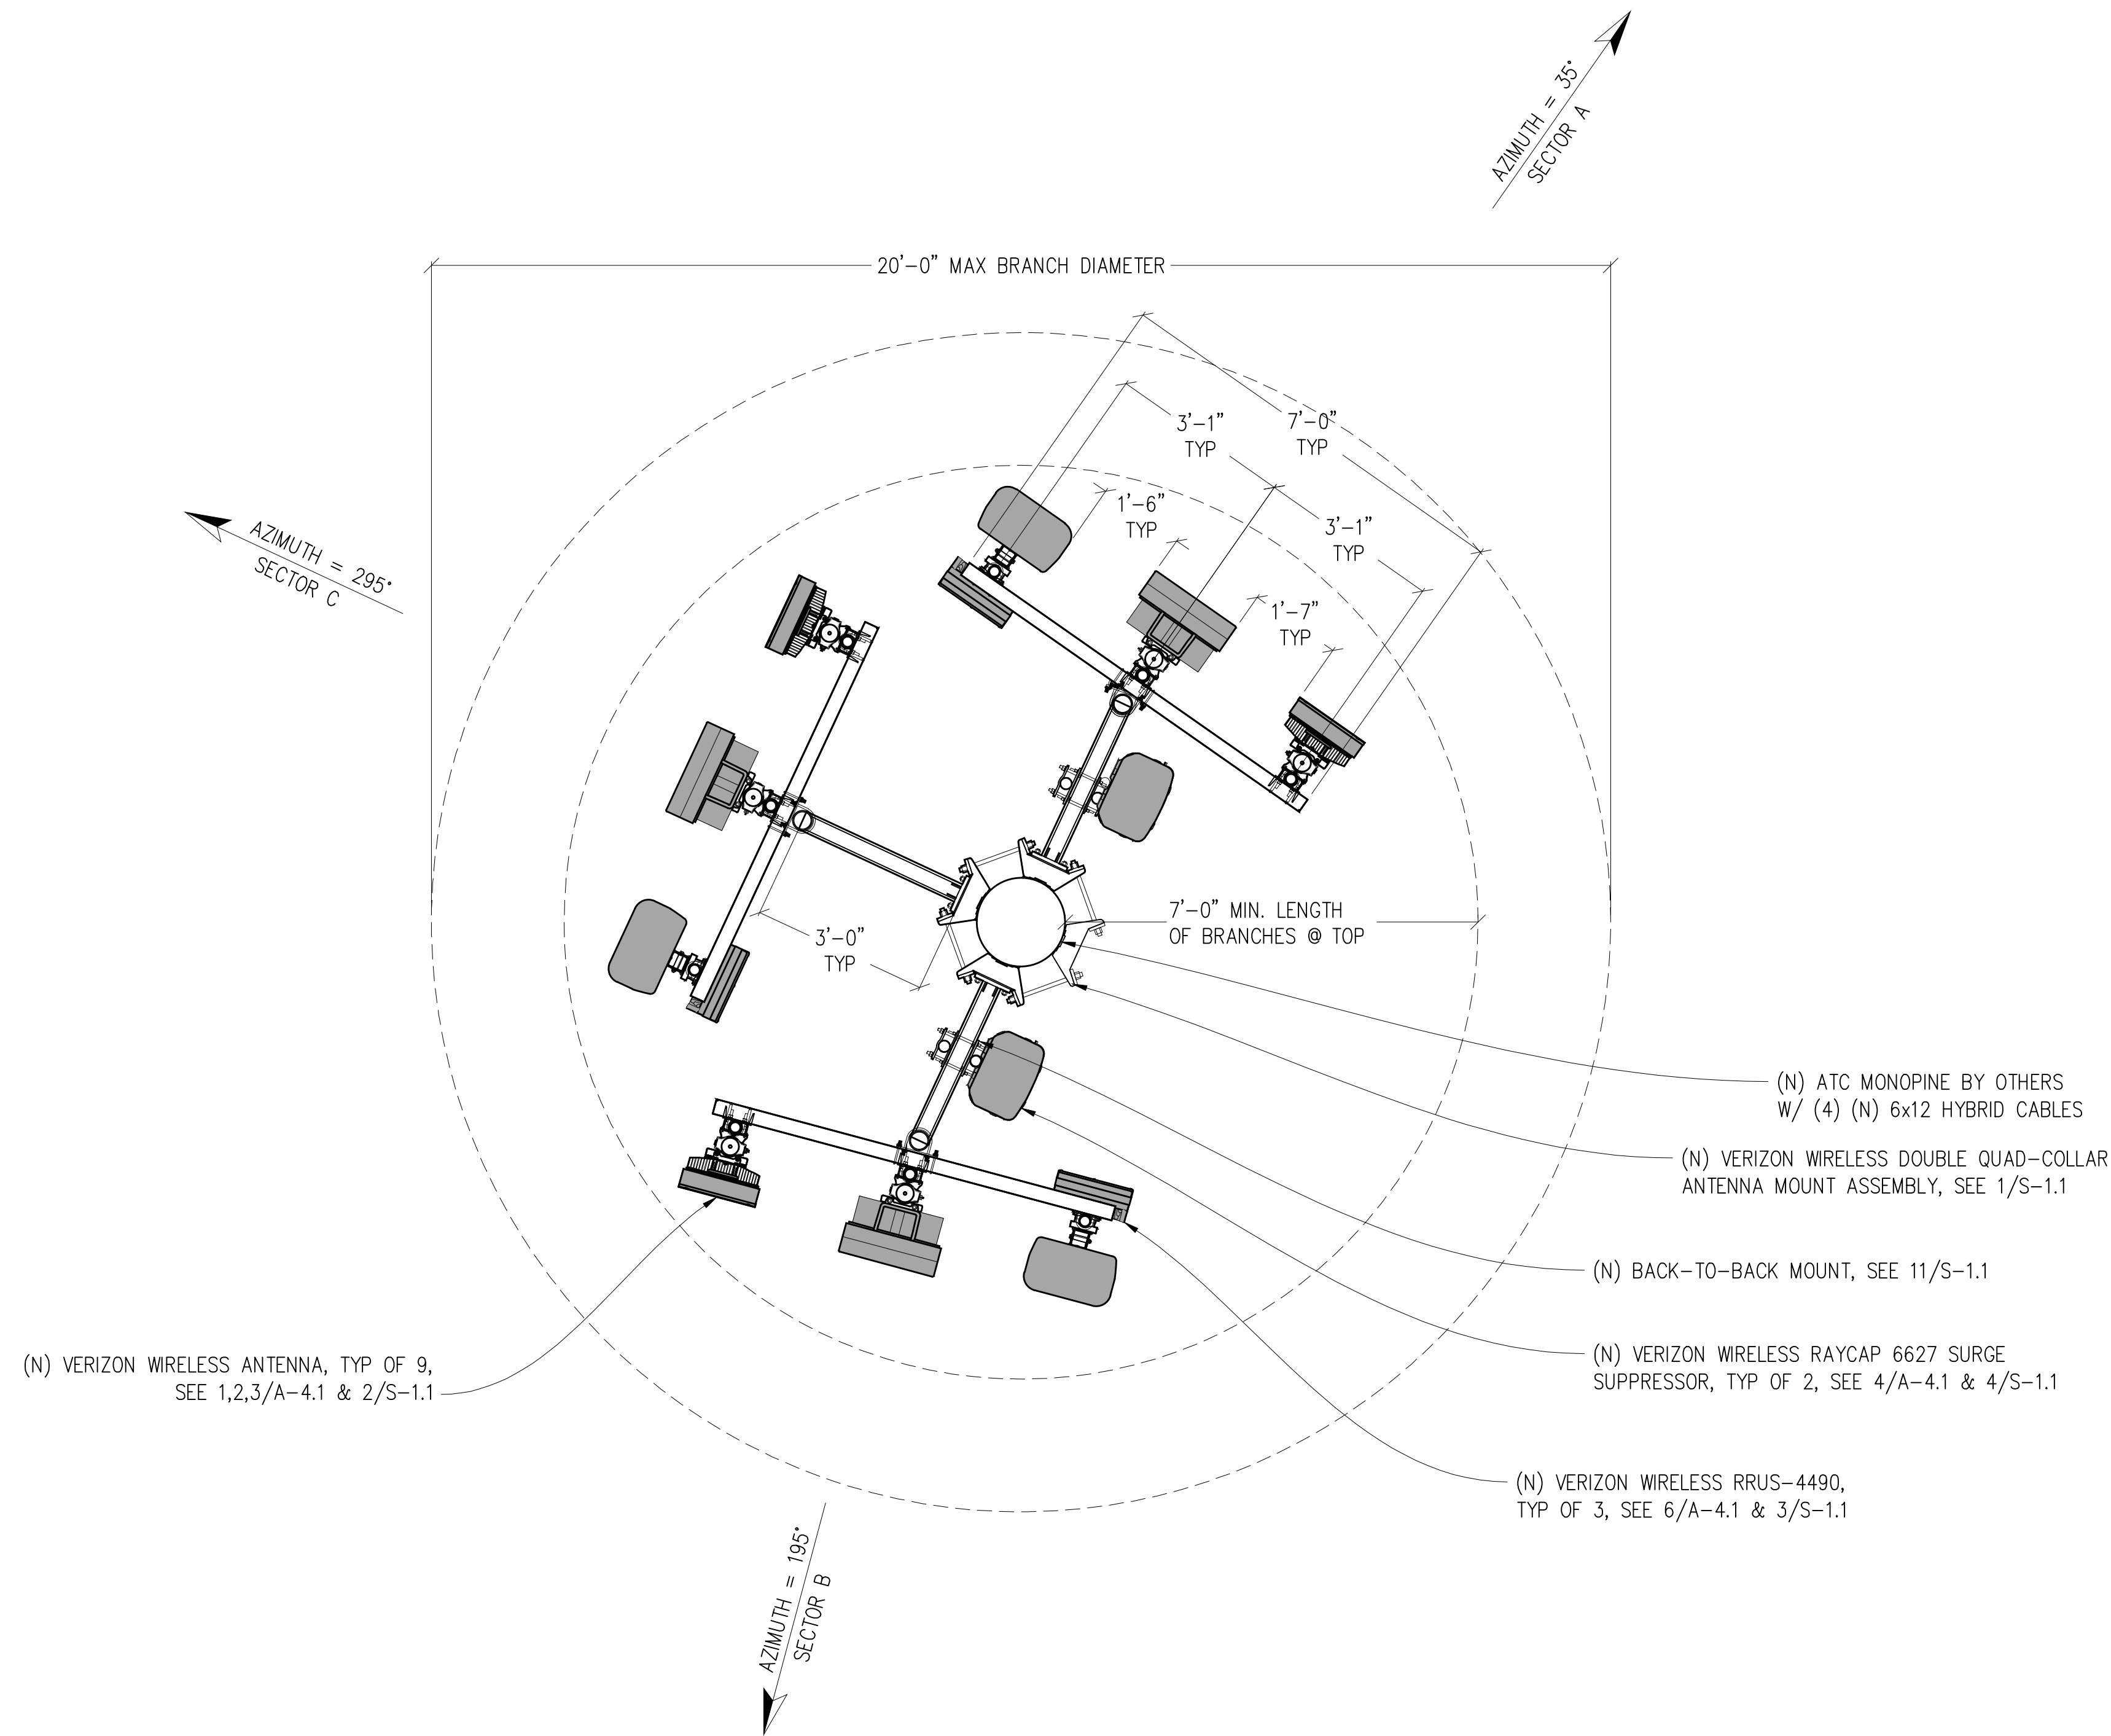 AZIMUTH = 35°
SECTOR A
20'-0" MAX BRANCH DIAMETER
3'-1"
TYP
7'-0"
TYP
1'-6"
TYP
3'-1"
TYP
AZIMUTH = 295°
SECTOR C
1'-7"
TYP
7'-0" MIN. LENGTH
OF BRANCHES @ TOP
3'-0"
TYP
(N) ATC MONOPINE BY OTHERS
W/ (4) (N) 6x12 HYBRID CABLES
(N) VERIZON WIRELESS DOUBLE QUAD-COLLAR
ANTENNA MOUNT ASSEMBLY, SEE 1/S-1.1
(N) BACK-TO-BACK MOUNT, SEE 11/S-1.1
(N) VERIZON WIRELESS RAYCAP 6627 SURGE
SUPPRESSOR, TYP OF 2, SEE 4/A-4.1 & 4/S-1.1
(N) VERIZON WIRELESS ANTENNA, TYP OF 9,
SEE 1,2,3/A-4.1 & 2/S-1.1
(N) VERIZON WIRELESS RRUS-4490,
TYP OF 3, SEE 6/A-4.1 & 3/S-1.1
AZIMUTH = 195°
SECTOR B